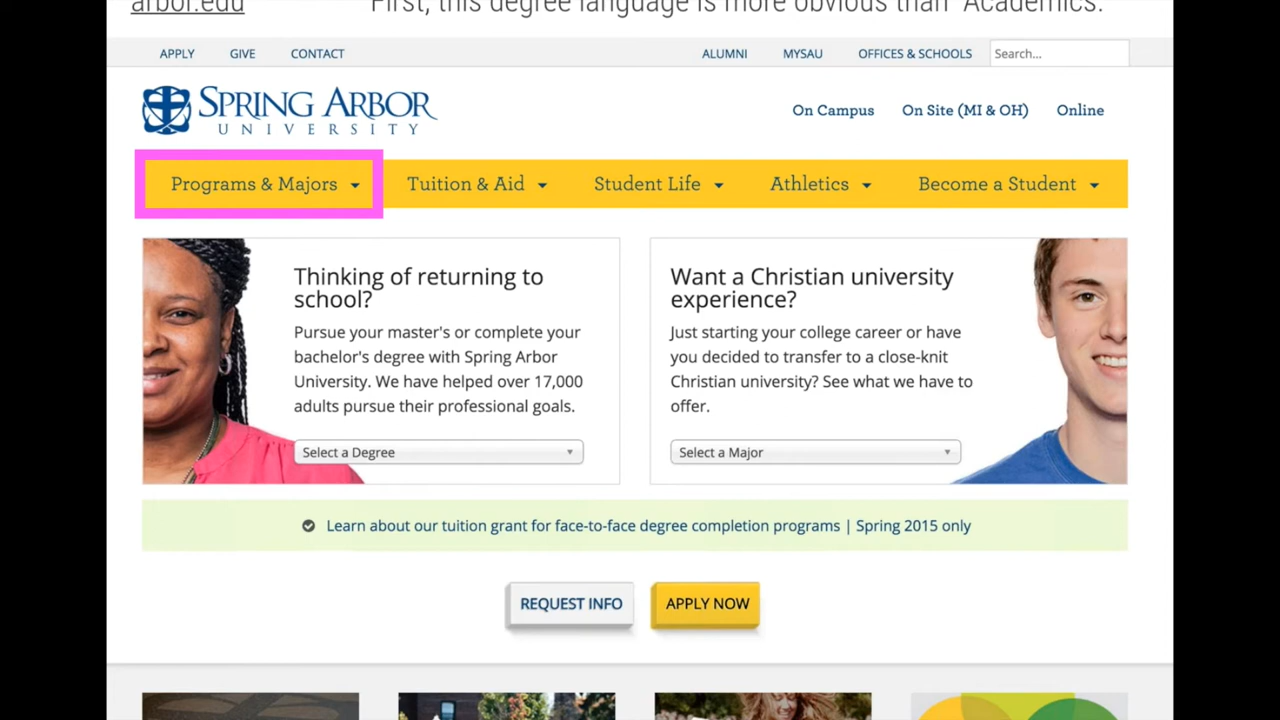 arbor.edu
First, this degree language is more obvious than "Academics."
APPLY GIVE CONTACT ALUMNI MYSAU OFFICES & SCHOOLS Search...
SPRING ARBOR
UNIVERSITY
On Campus On Site (MI & OH) Online
Programs & Majors Tuition & Aid Student Life Athletics Become a Student
Thinking of returning to
school?
Pursue your master's or complete your
bachelor's degree with Spring Arbor
University. We have helped over 17,000
adults pursue their professional goals.
Select a Degree
Want a Christian university
experience?
Just starting your college career or have
you decided to transfer to a close-knit
Christian university? See what we have to
offer.
Select a Major
Learn about our tuition grant for face-to-face degree completion programs | Spring 2015 only
REQUEST INFO APPLY NOW